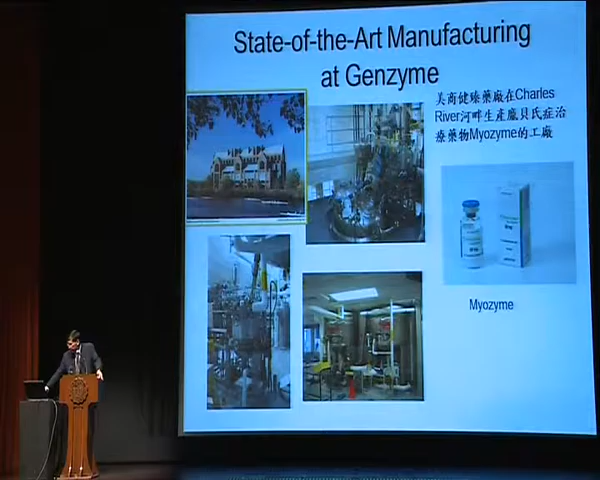 State-of-the-Art Manufacturing
at Genzyme
美商健臻藥廠在Charles
River河畔生產龐貝氏症治
療藥物Myozyme的工廠
Myozyme